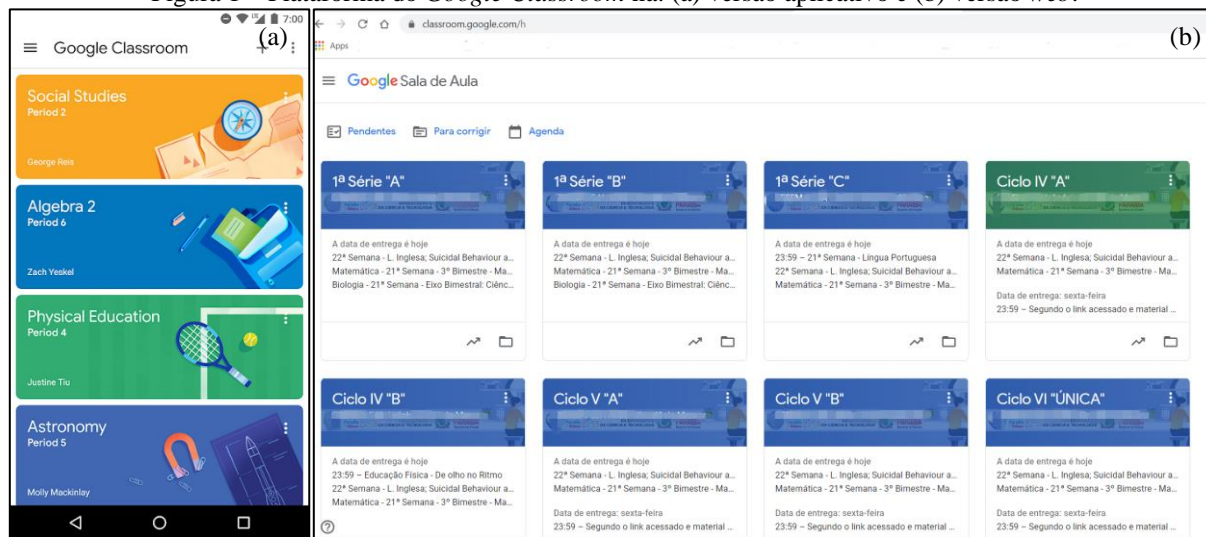 Figura 1 – Plataforma do Google Classroom na: (a) versão aplicativo e (b) versão web.
7:00
(a)
Google Classroom
Social Studies
Period 2
George Reis
Algebra 2
Period 6
Zach Yeskel
Physical Education
Period 4
Justine Tiu
Astronomy
Period 5
Molly Mackinlay
classroom.google.com/h
Apps
(b)
Google Sala de Aula
Pendentes Para corrigir Agenda
1ª Série "A"
A data de entrega é hoje
22ª Semana - L. Inglesa; Suicidal Behaviour a...
Matemática - 21ª Semana - 3º Bimestre - Ma...
Biologia - 21ª Semana - Eixo Bimestral: Ciênc...
1ª Série "B"
A data de entrega é hoje
22ª Semana - L. Inglesa; Suicidal Behaviour a...
Matemática - 21ª Semana - 3º Bimestre - Ma...
Biologia - 21ª Semana - Eixo Bimestral: Ciênc...
1ª Série "C"
A data de entrega é hoje
23:59 – 21ª Semana - Língua Portuguesa
22ª Semana - L. Inglesa; Suicidal Behaviour a...
Matemática - 21ª Semana - 3º Bimestre - Ma...
Ciclo IV "A"
A data de entrega é hoje
22ª Semana - L. Inglesa; Suicidal Behaviour a...
Matemática - 21ª Semana - 3º Bimestre - Ma...
Data de entrega: sexta-feira
23:59 – Segundo o link acessado e material ...
Ciclo IV "B"
A data de entrega é hoje
23:59 – Educação Física - De olho no Ritmo
22ª Semana - L. Inglesa; Suicidal Behaviour a...
Matemática - 21ª Semana - 3º Bimestre - Ma...
Ciclo V "A"
A data de entrega é hoje
22ª Semana - L. Inglesa; Suicidal Behaviour a...
Matemática - 21ª Semana - 3º Bimestre - Ma...
Data de entrega: sexta-feira
23:59 – Segundo o link acessado e material ...
Ciclo V "B"
A data de entrega é hoje
22ª Semana - L. Inglesa; Suicidal Behaviour a...
Matemática - 21ª Semana - 3º Bimestre - Ma...
Data de entrega: sexta-feira
23:59 – Segundo o link acessado e material ...
Ciclo VI "ÚNICA"
A data de entrega é hoje
22ª Semana - L. Inglesa; Suicidal Behaviour a...
Matemática - 21ª Semana - 3º Bimestre - Ma...
Data de entrega: sexta-feira
23:59 – Segundo o link acessado e material ...